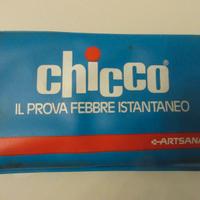 chicco
IL PROVA FEBBRE ISTANTANEO
ARTSANA